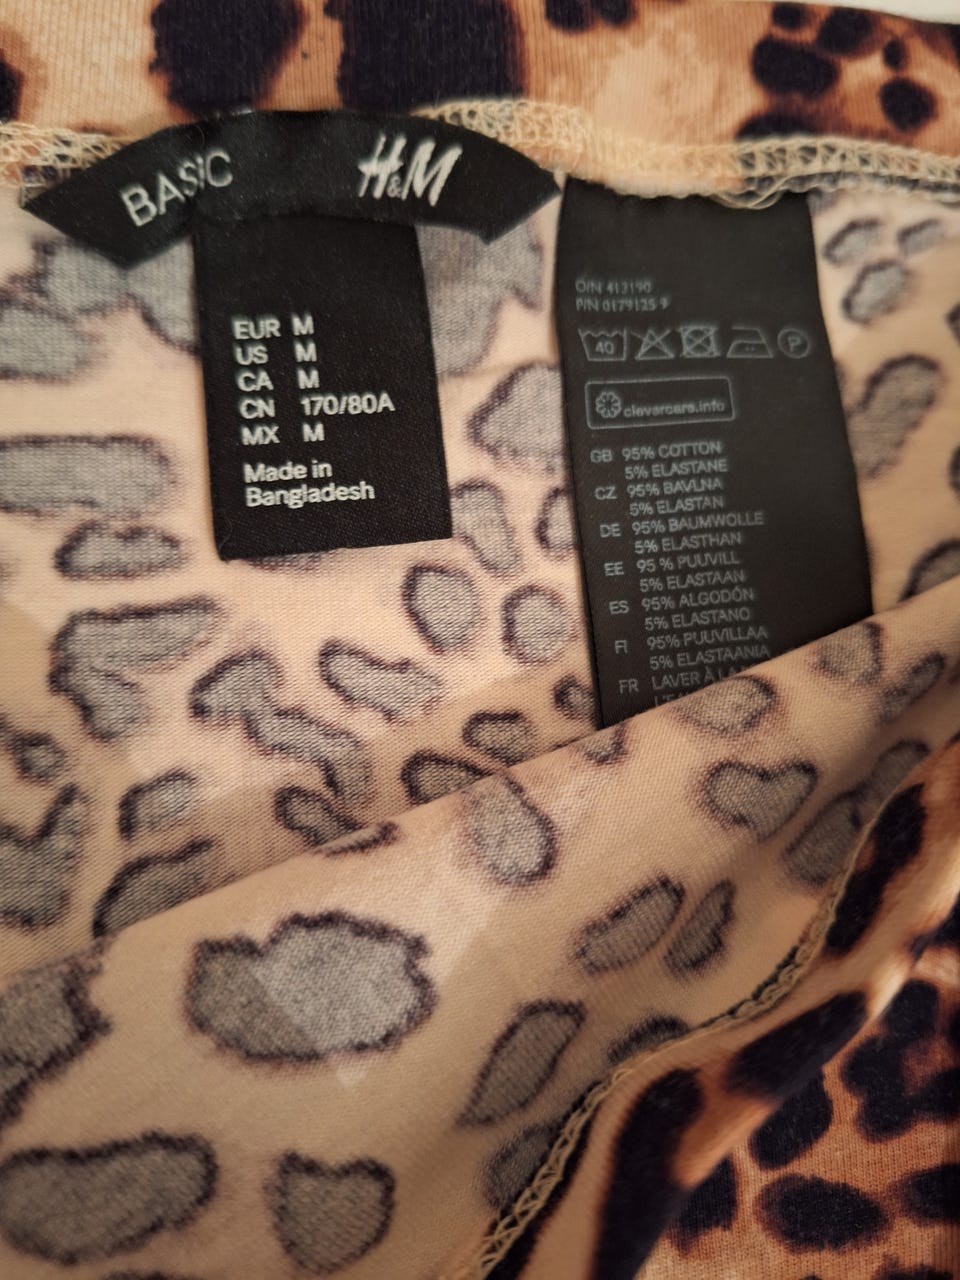 BASIC H&M
EUR M
US M
CA M
CN 170/80A
MX M
Made in
Bangladesh
O/N 413190
P/N 0179125 9
40 P
clevercare.info
GB 95% COTTON
5% ELASTANE
CZ 95% BAVLNA
5% ELASTAN
DE 95% BAUMWOLLE
5% ELASTHAN
EE 95 % PUUVILL
5% ELASTAAN
ES 95% ALGODÓN
5% ELASTANO
FI 95% PUUVILLAA
5% ELASTAANIA
FR LAVER À